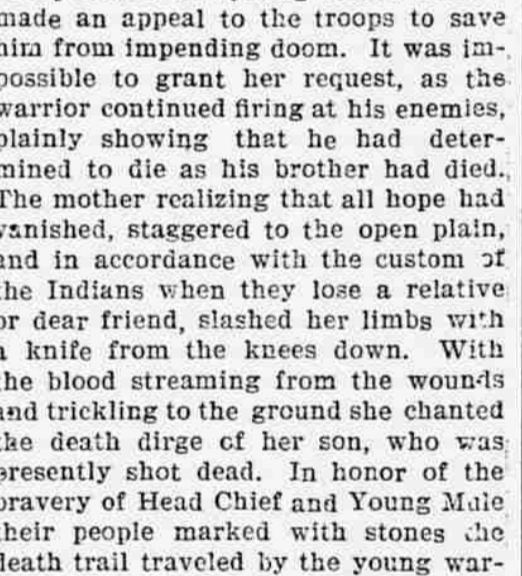 made an appeal to the troops to save
him from impending doom. It was im-
possible to grant her request, as the
warrior continued firing at his enemies,
plainly showing that he had deter-
mined to die as his brother had died.
The mother realizing that all hope had
vanished, staggered to the open plain,
and in accordance with the custom of
the Indians when they lose a relative
or dear friend, slashed her limbs with
a knife from the knees down. With
the blood streaming from the wounds
and trickling to the ground she chanted
the death dirge of her son, who was
presently shot dead. In honor of the
bravery of Head Chief and Young Mule
their people marked with stones the
death trail traveled by the young war-